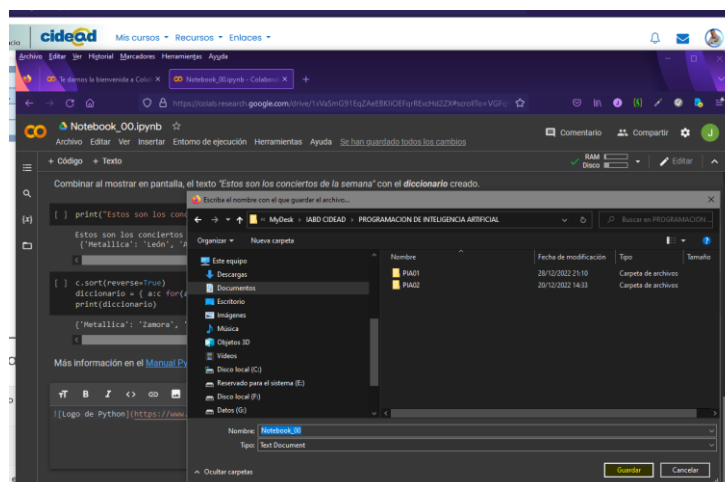 cidead
Mis cursos Recursos Enlaces
Archivo Editar Ver Historial Marcadores Herramientas Ayuda
Te damos la bienvenida a Colab
Notebook_00.ipynb - Colabora
https://colab.research.google.com/drive/
Notebook_00.ipynb
Comentario Compartir J
Archivo Editar Ver Insertar Entorno de ejecución Herramientas Ayuda Se han guardado todos los cambios
+ Código + Texto
RAM
Disco
Editar
Combinar al mostrar en pantalla, el texto "Estos son los conciertos de la semana" con el diccionario creado.
[ ] print("Estos son los conc
Estos son los conciertos
{'Metallica': 'León', 'A
[ ] c.sort(reverse=True)
diccionario = { a:c for(a
print(diccionario)
{'Metallica': 'Zamora', '
Más información en el Manual Py
![Logo de Python](https://www.
Escriba el nombre con el que guardar el archivo...
« MyDesk > IABD CIDEAD > PROGRAMACION DE INTELIGENCIA ARTIFICIAL
Buscar en PROGRAMACIÓN ...
Organizar Nueva carpeta
Este equipo
Descargas
Documentos
Escritorio
Imágenes
Música
Objetos 3D
Vídeos
Disco local (C:)
Reservado para el sistema (E:)
Disco local (F:)
Datos (G:)
Nombre Fecha de modificación Tipo Tamaño
PIA01 28/12/2022 21:10 Carpeta de archivos
PIA02 20/12/2022 14:33 Carpeta de archivos
Nombre: Notebook_00
Tipo: Text Document
Ocultar carpetas
Guardar Cancelar